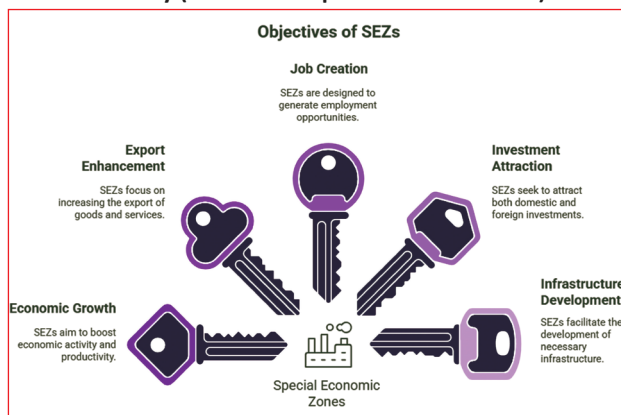 Objectives of SEZs
Job Creation
SEZs are designed to
generate employment
opportunities.
Export
Enhancement
SEZs focus on
increasing the export of
goods and services.
Investment
Attraction
SEZs seek to attract
both domestic and
foreign investments.
Economic Growth
SEZs aim to boost
economic activity and
productivity.
Infrastructure
Development
SEZs facilitate the
development of
necessary
infrastructure.
Special Economic
Zones